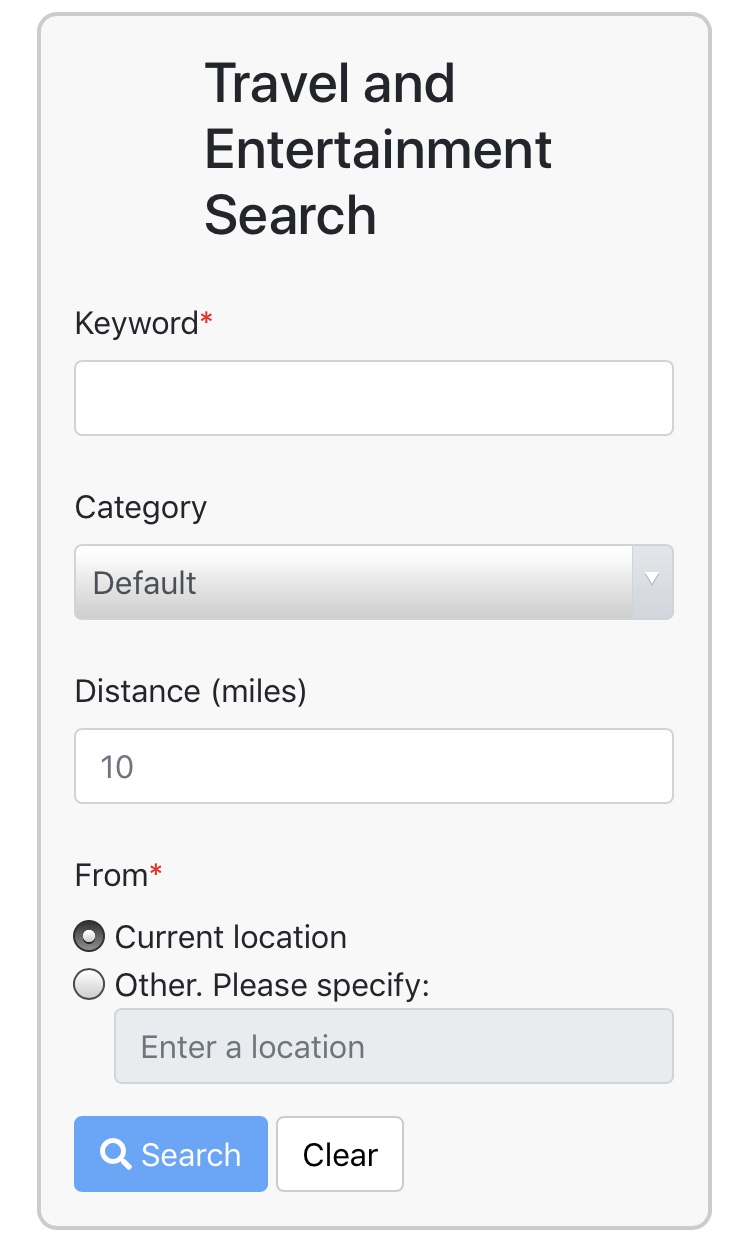 Travel and
Entertainment
Search
Keyword*
Category
Default
Distance (miles)
10
From*
Current location
Other. Please specify:
Enter a location
Search Clear